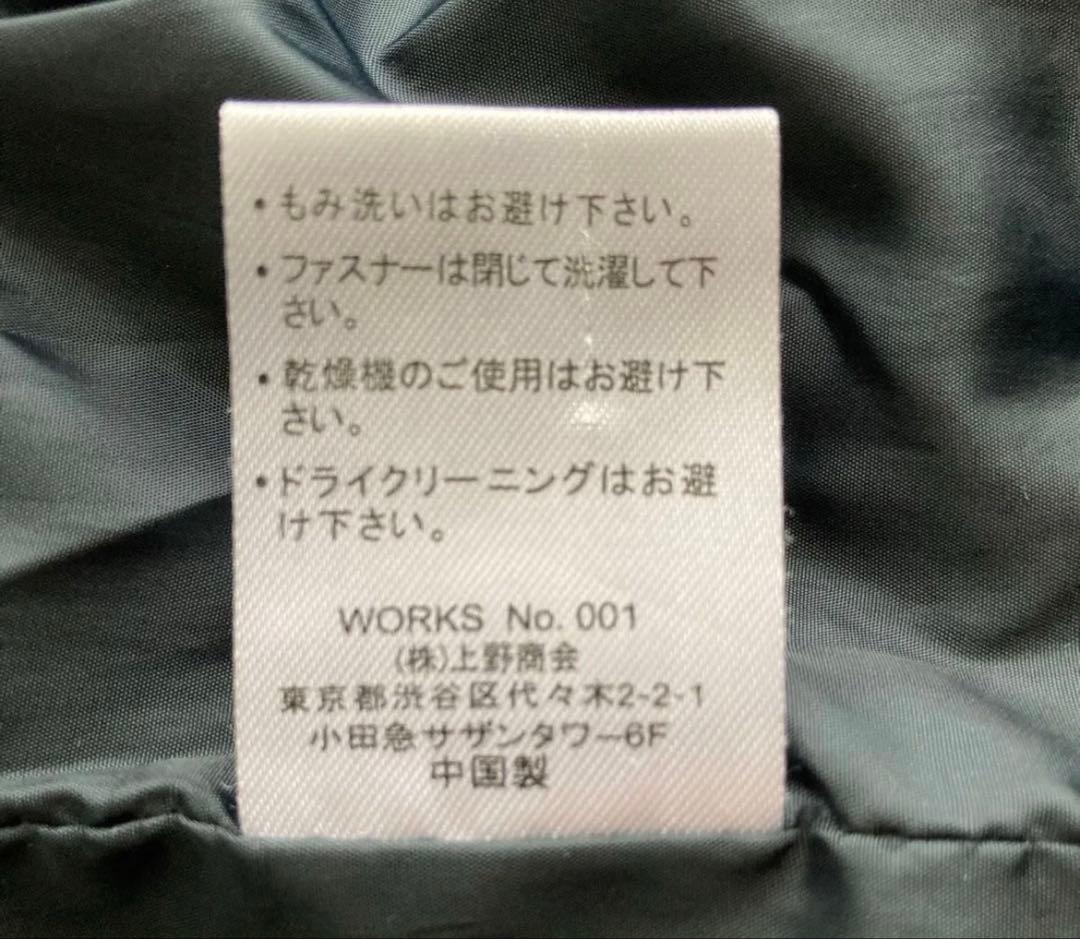 ・もみ洗いはお避け下さい。
・ファスナーは閉じて洗濯して下
さい。
・乾燥機のご使用はお避け下
さい。
・ドライクリーニングはお避
け下さい。
WORKS No. 001
(株)上野商会
東京都渋谷区代々木2-2-1
小田急サザンタワー6F
中国製